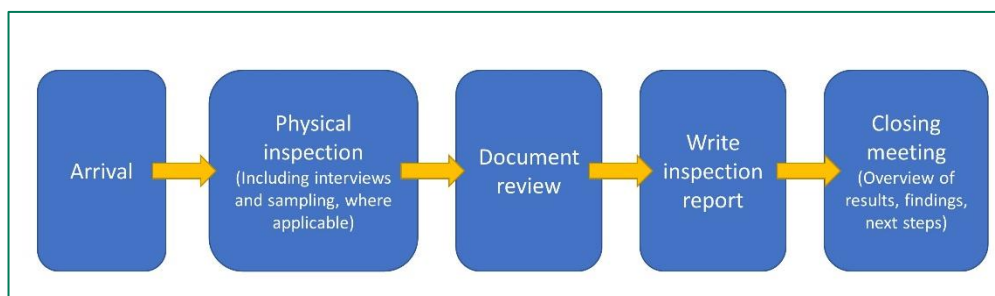 Arrival
Physical
inspection
(Including interviews
and sampling, where
applicable)
Document
review
Write
inspection
report
Closing
meeting
(Overview of
results, findings,
next steps)